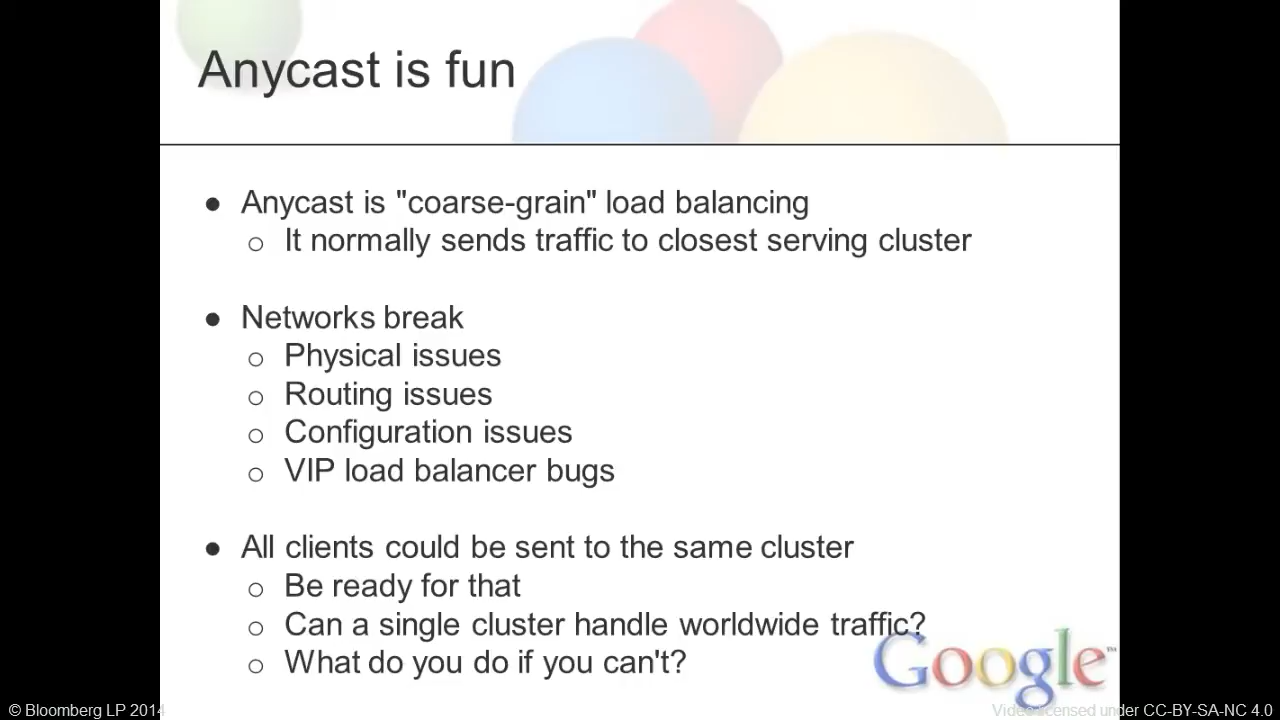 Anycast is fun
● Anycast is "coarse-grain" load balancing
o It normally sends traffic to closest serving cluster
● Networks break
o Physical issues
o Routing issues
o Configuration issues
o VIP load balancer bugs
● All clients could be sent to the same cluster
o Be ready for that
o Can a single cluster handle worldwide traffic?
o What do you do if you can't?
Google™
© Bloomberg LP 2014
Video licensed under CC-BY-SA-NC 4.0